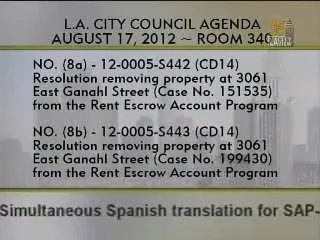 L.A. CITY COUNCIL AGENDA
AUGUST 17, 2012 ~ ROOM 340
NO. (8a) - 12-0005-S442 (CD14)
Resolution removing property at 3061
East Ganahl Street (Case No. 151535)
from the Rent Escrow Account Program
NO. (8b) - 12-0005-S443 (CD14)
Resolution removing property at 3061
East Ganahl Street (Case No. 199430)
from the Rent Escrow Account Program
Simultaneous Spanish translation for SAP-